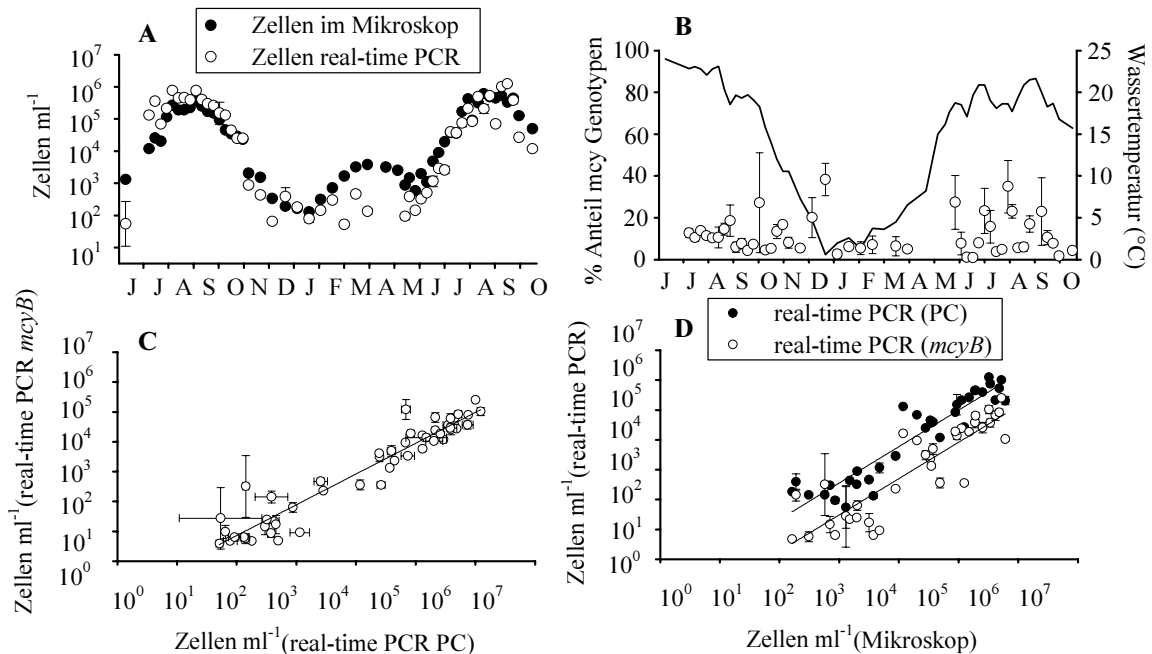 A
Zellen im Mikroskop
Zellen real-time PCR
10⁷
10⁶
10⁵
10⁴
10³
10²
10¹
Zellen ml⁻¹
J J A S O N D J F M A M J J A S O
B
100
80
60
40
20
0
% Anteil mcy Genotypen
25
20
15
10
5
0
Wassertemperatur (°C)
J J A S O N D J F M A M J J A S O
C
10⁷
10⁶
10⁵
10⁴
10³
10²
10¹
10⁰
Zellen ml⁻¹(real-time PCR mcyB)
10⁰ 10¹ 10² 10³ 10⁴ 10⁵ 10⁶ 10⁷
Zellen ml⁻¹(real-time PCR PC)
D
real-time PCR (PC)
real-time PCR (mcyB)
10⁷
10⁶
10⁵
10⁴
10³
10²
10¹
10⁰
Zellen ml⁻¹(real-time PCR)
10⁰ 10¹ 10² 10³ 10⁴ 10⁵ 10⁶ 10⁷
Zellen ml⁻¹(Mikroskop)